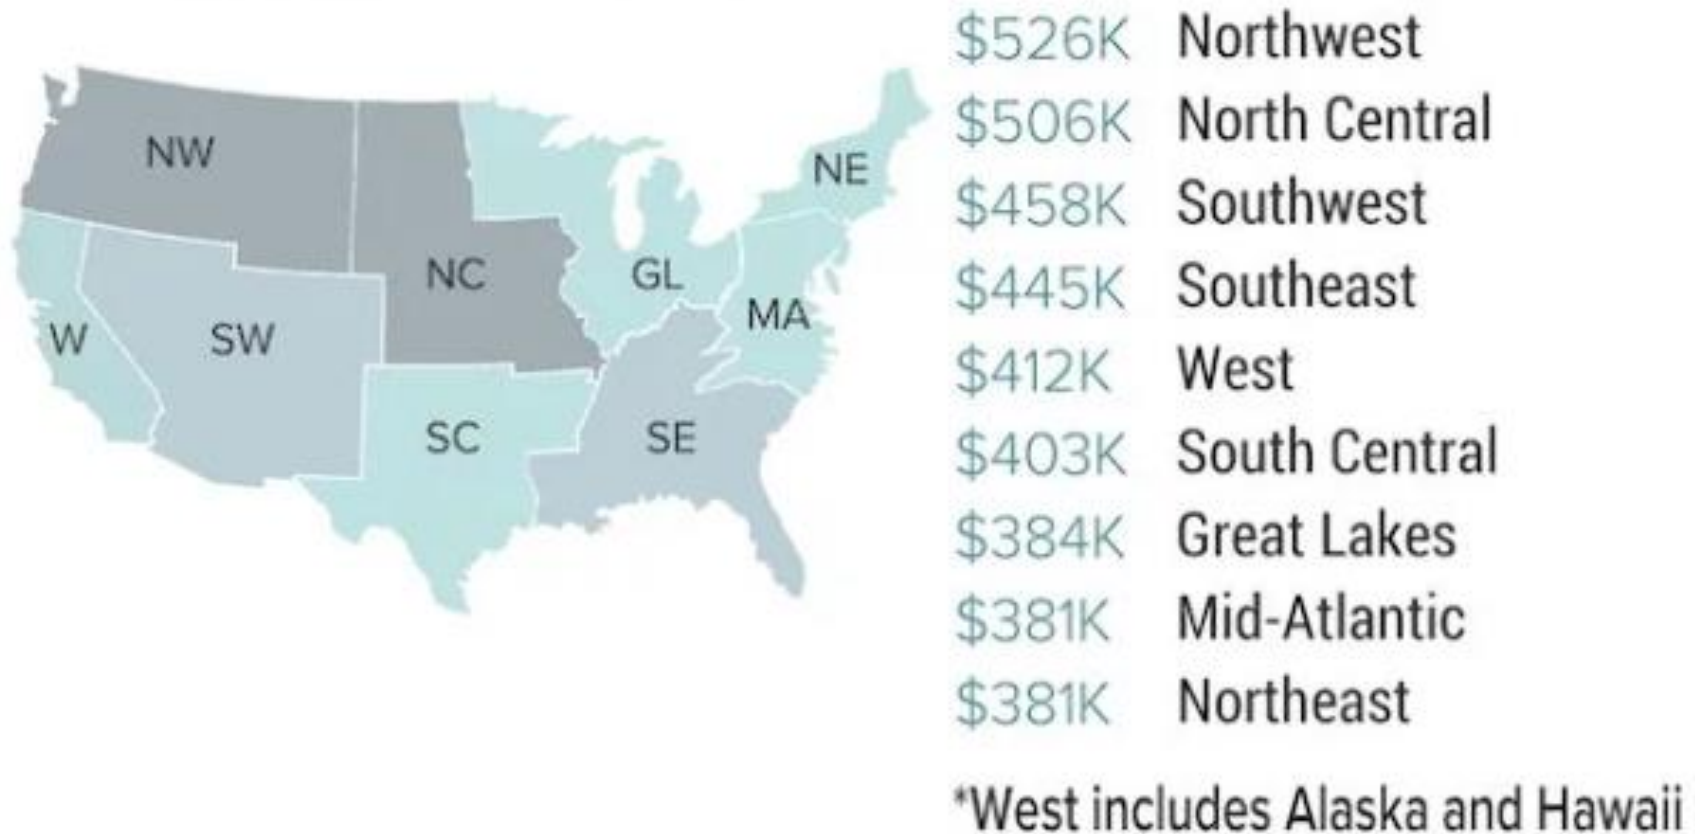 NW
NC
NE
GL
MA
W
SW
SC
SE
$526K Northwest
$506K North Central
$458K Southwest
$445K Southeast
$412K West
$403K South Central
$384K Great Lakes
$381K Mid-Atlantic
$381K Northeast
*West includes Alaska and Hawaii